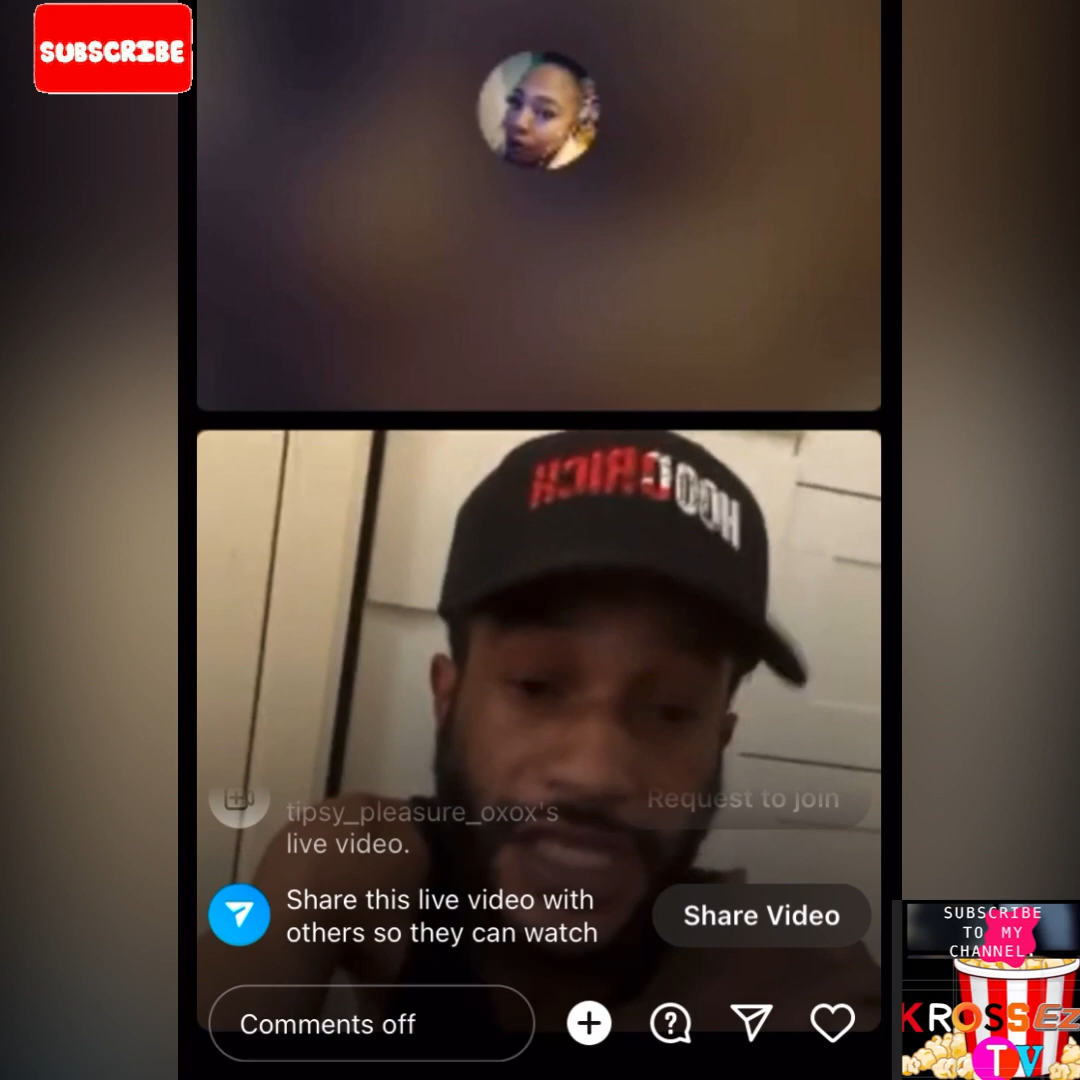 SUBSCRIBE
HOODRICH
tipsy_pleasure_oxox's
live video.
Request to join
Share this live video with
others so they can watch
Share Video
Comments off
SUBSCRIBE
TO MY
CHANNEL.
KROSSEz
TV